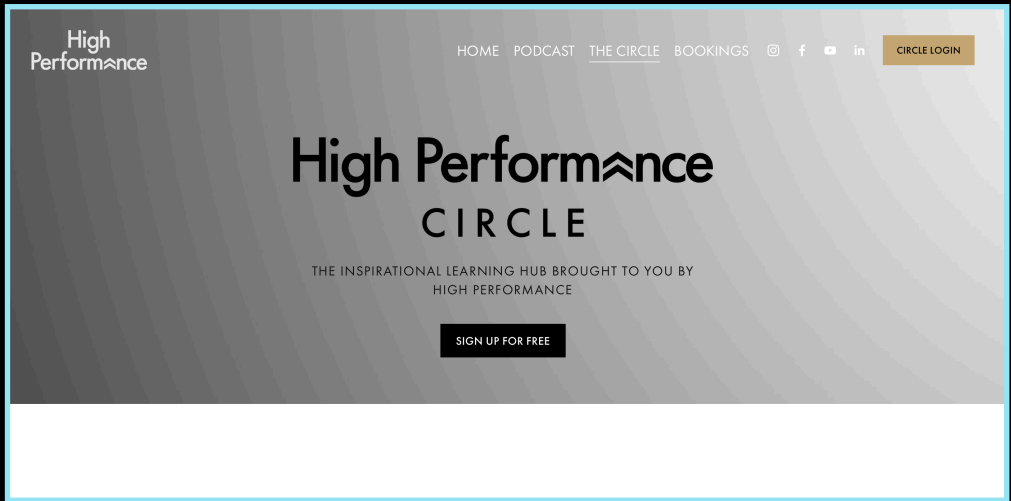 High
Performance
HOME PODCAST THE CIRCLE BOOKINGS CIRCLE LOGIN
High Performance
CIRCLE
THE INSPIRATIONAL LEARNING HUB BROUGHT TO YOU BY
HIGH PERFORMANCE
SIGN UP FOR FREE